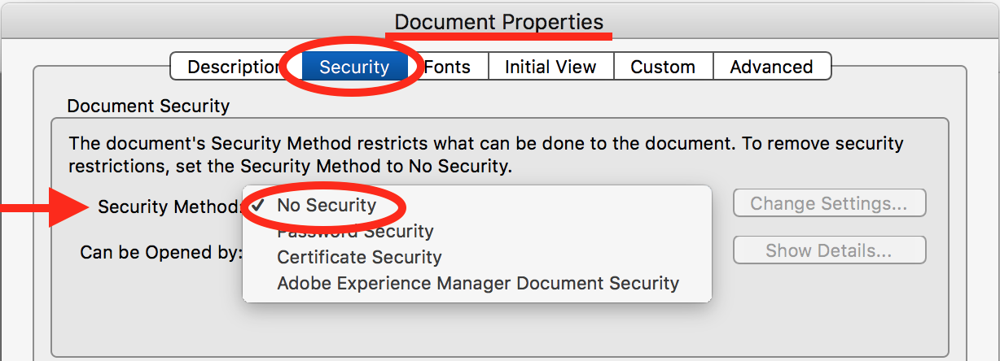 Document Properties
Description Security Fonts Initial View Custom Advanced
Document Security
The document's Security Method restricts what can be done to the document. To remove security
restrictions, set the Security Method to No Security.
Security Method: ✓ No Security Change Settings...
Password Security
Can be Opened by: Certificate Security Show Details...
Adobe Experience Manager Document Security